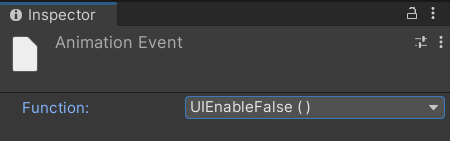 Inspector
Animation Event
Function: UIEnableFalse ( )